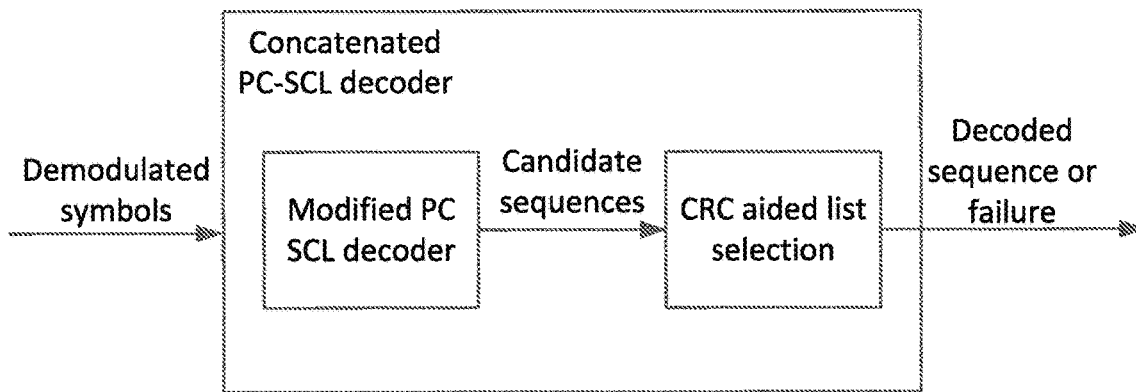 Concatenated
PC-SCL decoder
Demodulated
symbols
Modified PC
SCL decoder
Candidate
sequences
CRC aided list
selection
Decoded
sequence or
failure